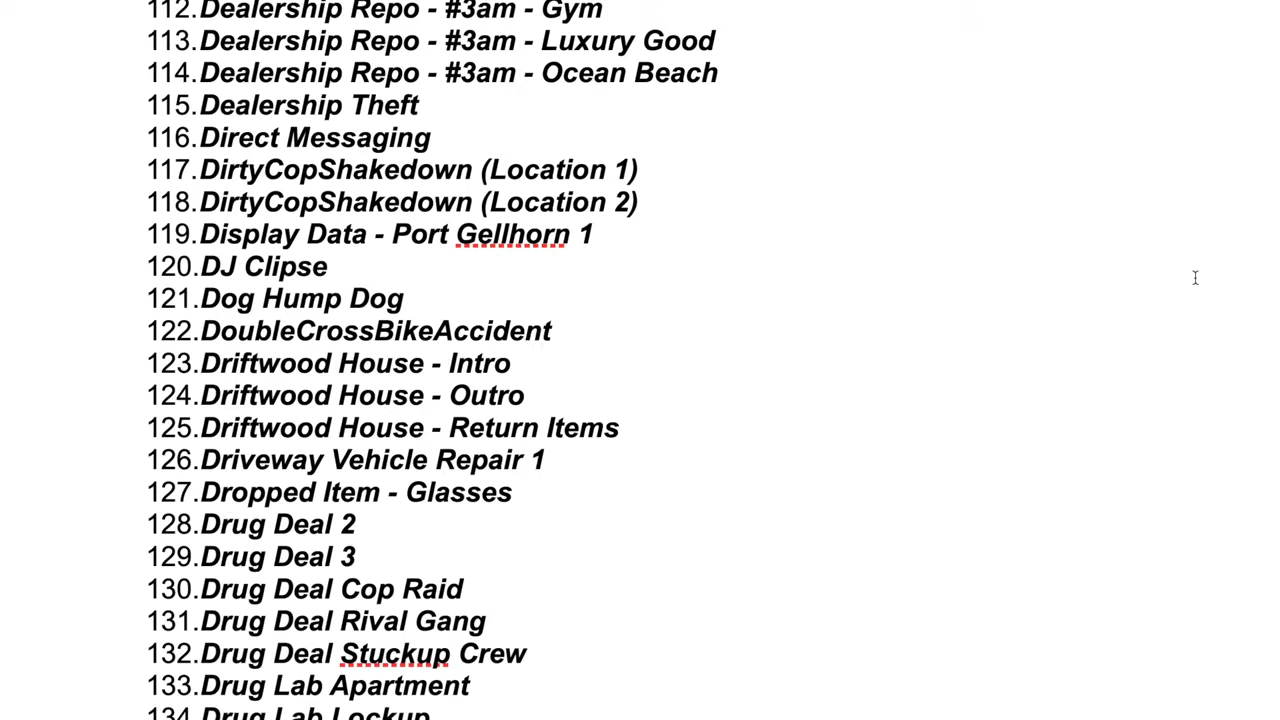 112.Dealership Repo - #3am - Gym
113.Dealership Repo - #3am - Luxury Good
114.Dealership Repo - #3am - Ocean Beach
115.Dealership Theft
116.Direct Messaging
117.DirtyCopShakedown (Location 1)
118.DirtyCopShakedown (Location 2)
119.Display Data - Port Gellhorn 1
120.DJ Clipse
121.Dog Hump Dog
122.DoubleCrossBikeAccident
123.Driftwood House - Intro
124.Driftwood House - Outro
125.Driftwood House - Return Items
126.Driveway Vehicle Repair 1
127.Dropped Item - Glasses
128.Drug Deal 2
129.Drug Deal 3
130.Drug Deal Cop Raid
131.Drug Deal Rival Gang
132.Drug Deal Stuckup Crew
133.Drug Lab Apartment
134.Drug Lab Lockup